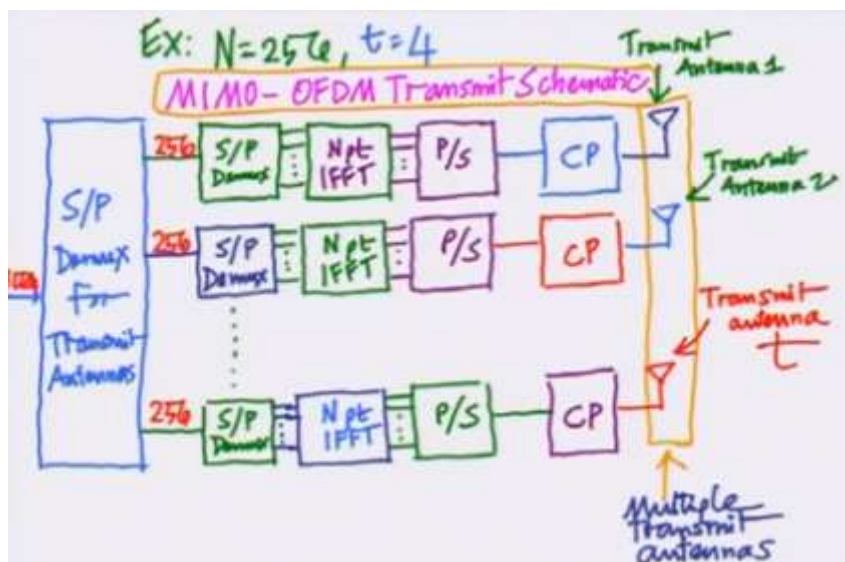 Ex: N=256, t=4
MIMO-OFDM Transmit Schematic
Transmit
Antenna 1
Transmit
Antenna 2
Transmit
antenna
t
Multiple
Transmit
antennas
S/P
Demux
for
Transmit
Antennas
256
S/P
Demux
N pt
IFFT
P/S
CP
256
S/P
Demux
N pt
IFFT
P/S
CP
256
S/P
Demux
N pt
IFFT
P/S
CP